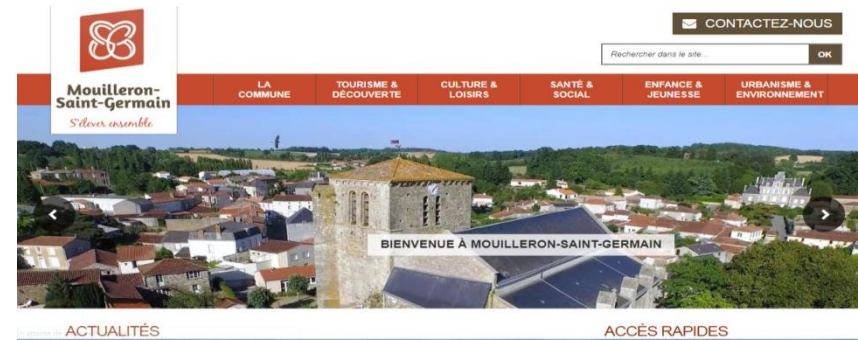 CONTACTEZ-NOUS
Rechercher dans le site...
OK
Mouilleron-
Saint-Germain
S'élever ensemble
LA
COMMUNE
TOURISME &
DÉCOUVERTE
CULTURE &
LOISIRS
SANTÉ &
SOCIAL
ENFANCE &
JEUNESSE
URBANISME &
ENVIRONNEMENT
BIENVENUE À MOUILLERON-SAINT-GERMAIN
ACTUALITÉS
ACCÈS RAPIDES